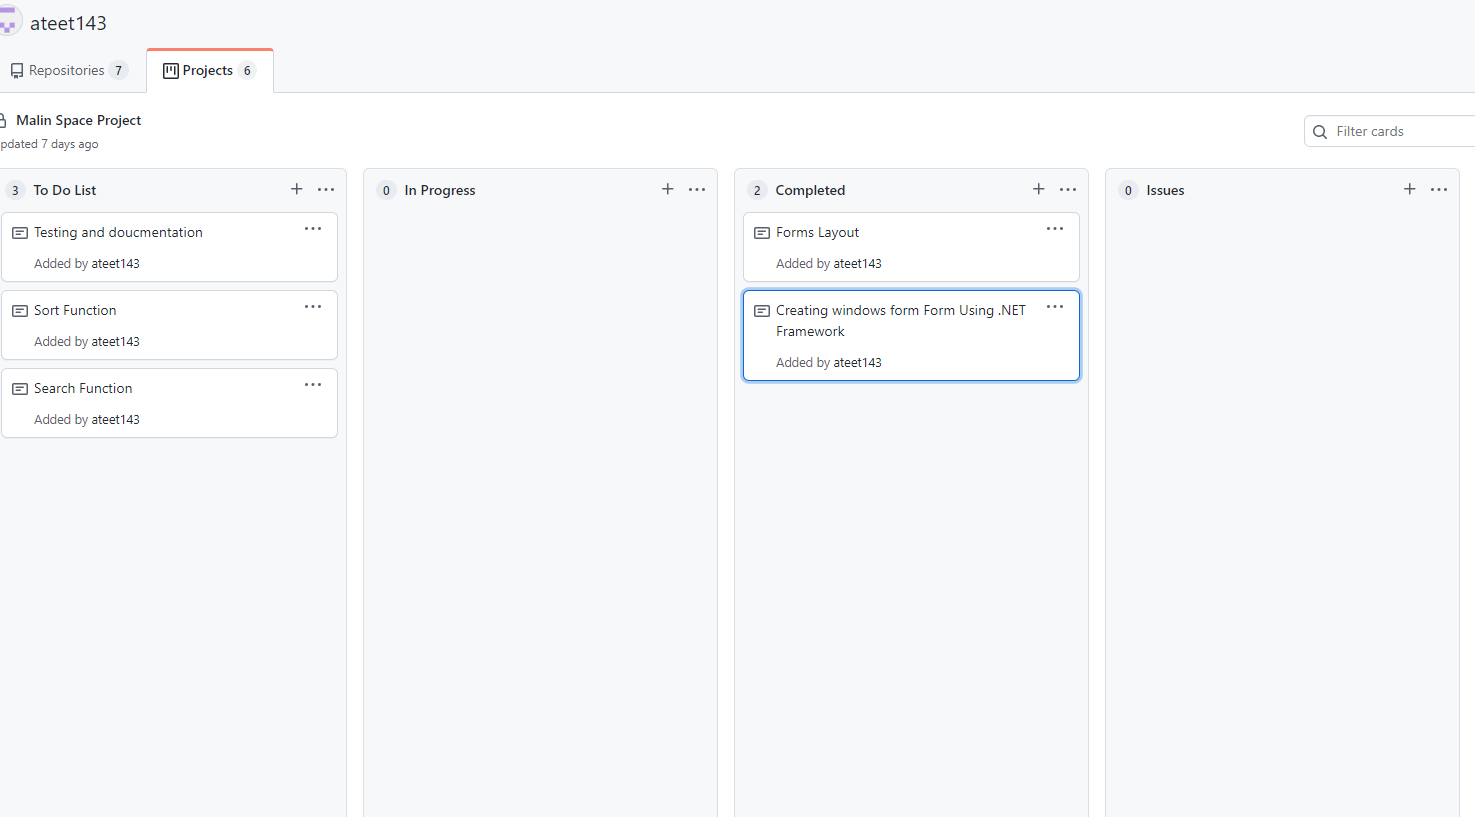 ateet143
Repositories 7
Projects 6
Malin Space Project
pdated 7 days ago
Filter cards
3 To Do List
Testing and doucmentation
Added by ateet143
Sort Function
Added by ateet143
Search Function
Added by ateet143
0 In Progress
2 Completed
Forms Layout
Added by ateet143
Creating windows form Form Using .NET
Framework
Added by ateet143
0 Issues